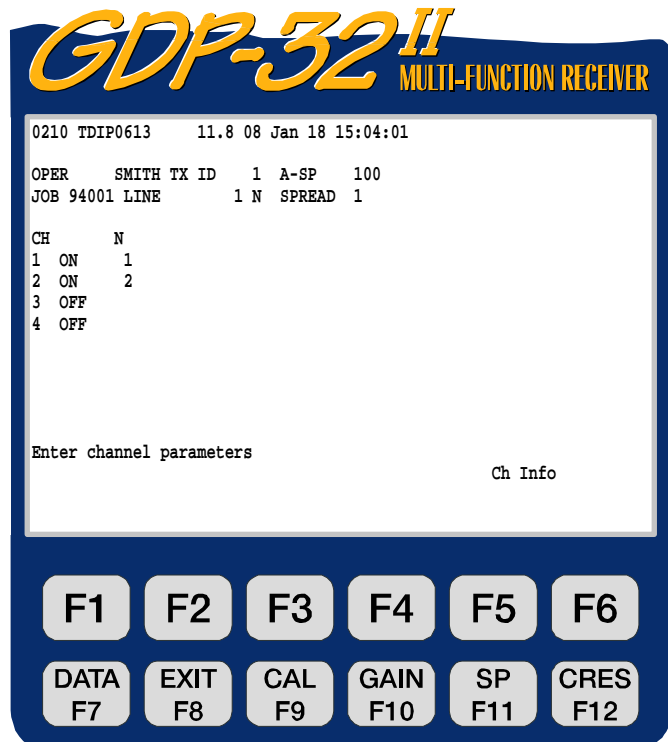 GDP-32 II
MULTI-FUNCTION RECEIVER
0210 TDIP0613 11.8 08 Jan 18 15:04:01
OPER SMITH TX ID 1 A-SP 100
JOB 94001 LINE 1 N SPREAD 1
CH N
1 ON 1
2 ON 2
3 OFF
4 OFF
Enter channel parameters
Ch Info
F1 F2 F3 F4 F5 F6
DATA EXIT CAL GAIN SP CRES
F7 F8 F9 F10 F11 F12